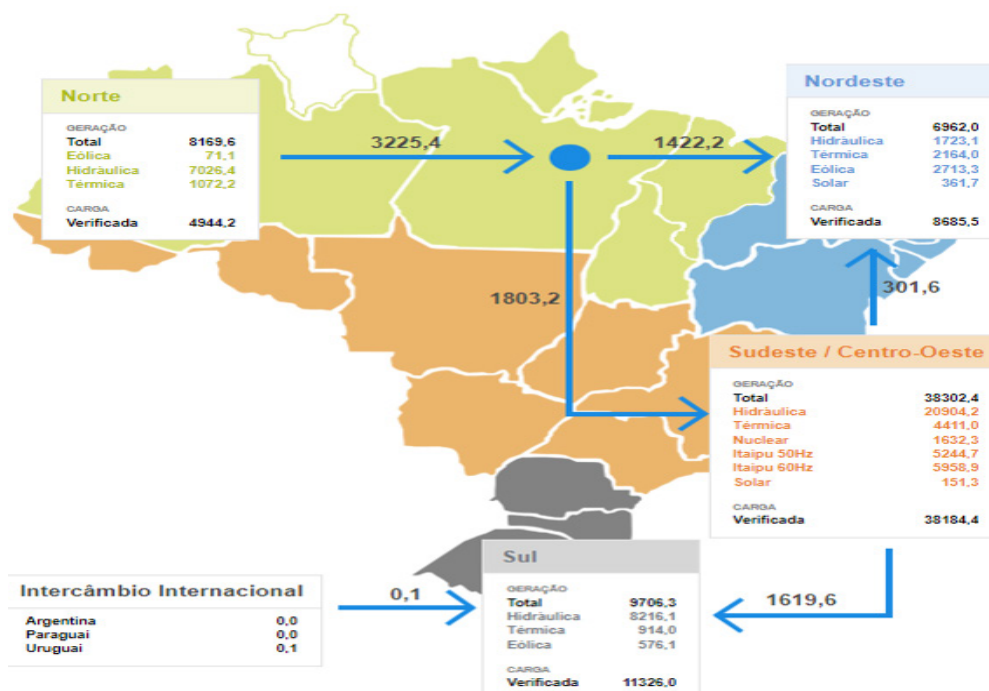 Norte
GERAÇÃO
Total 8169,6
Eólica 71,1
Hidráulica 7026,4
Térmica 1072,2
CARGA
Verificada 4944,2
3225,4
1422,2
Nordeste
GERAÇÃO
Total 6962,0
Hidráulica 1723,1
Térmica 2164,0
Eólica 2713,3
Solar 361,7
CARGA
Verificada 8685,5
1803,2
301,6
Sudeste / Centro-Oeste
GERAÇÃO
Total 38302,4
Hidráulica 20904,2
Térmica 4411,0
Nuclear 1632,3
Itaipu 50Hz 5244,7
Itaipu 60Hz 5958,9
Solar 151,3
CARGA
Verificada 38184,4
Intercâmbio Internacional
Argentina 0,0
Paraguai 0,0
Uruguai 0,1
0,1
Sul
GERAÇÃO
Total 9706,3
Hidráulica 8216,1
Térmica 914,0
Eólica 576,1
CARGA
Verificada 11326,0
1619,6